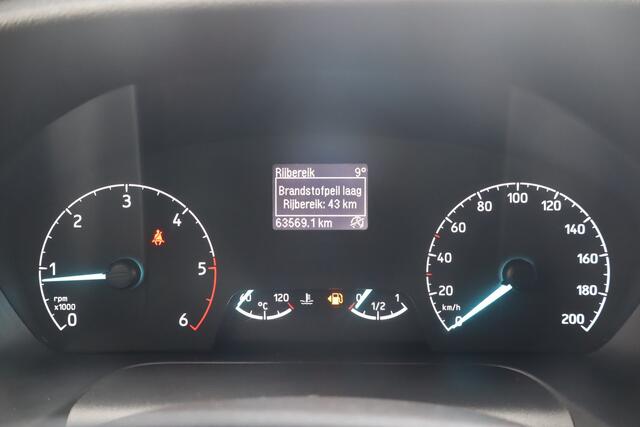 Rijbereik 9°
Brandstofpeil laag
Rijbereik: 43 km
63569.1 km
0 1 2 3 4 5 6
rpm
x1000
60 °C 120
0 1/2 1
0 20 40 60 80 100 120 140 160 180 200
km/h